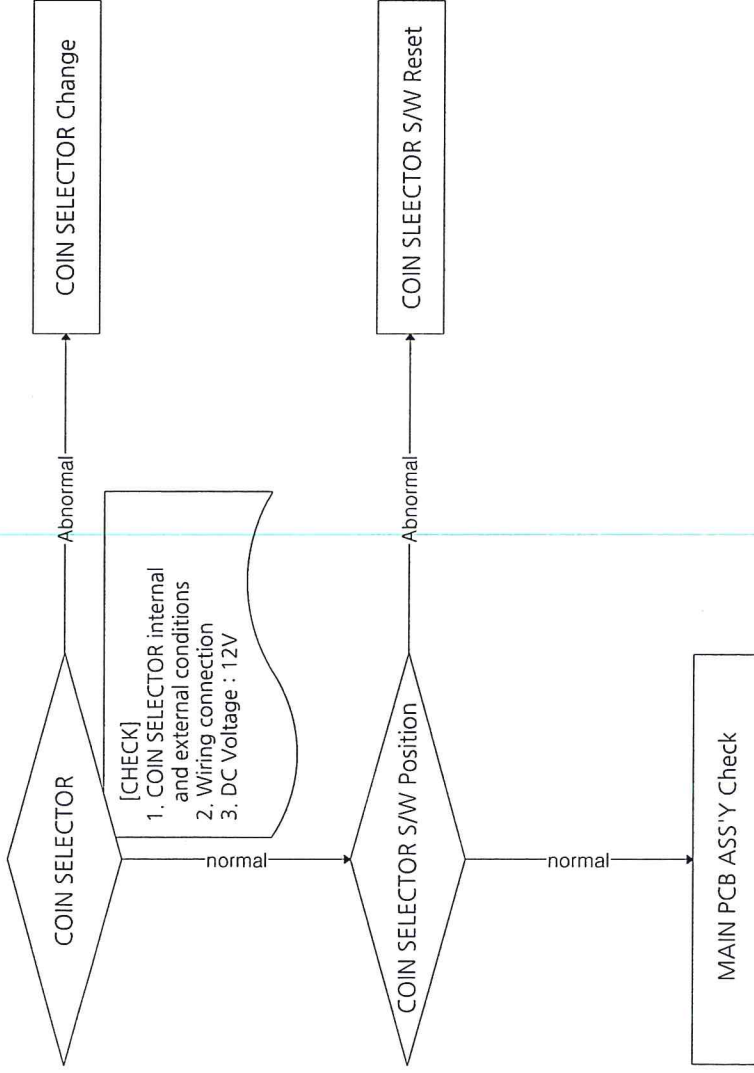 COIN SELECTOR
Abnormal
COIN SELECTOR Change
[CHECK]
1. COIN SELECTOR internal
and external conditions
2. Wiring connection
3. DC Voltage : 12V
normal
COIN SELECTOR S/W Position
Abnormal
COIN SLEECTOR S/W Reset
normal
MAIN PCB ASS'Y Check